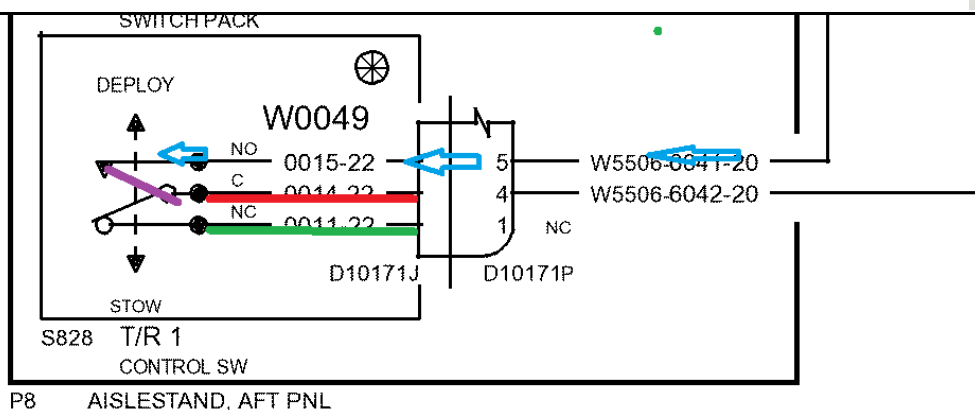 SWITCH PACK
DEPLOY
W0049
NO 0015-22 5 W5506-6041-20
C 0014-22 4 W5506-6042-20
NC 0011-22 1 NC
D10171J D10171P
STOW
S828 T/R 1
CONTROL SW
P8 AISLESTAND, AFT PNL